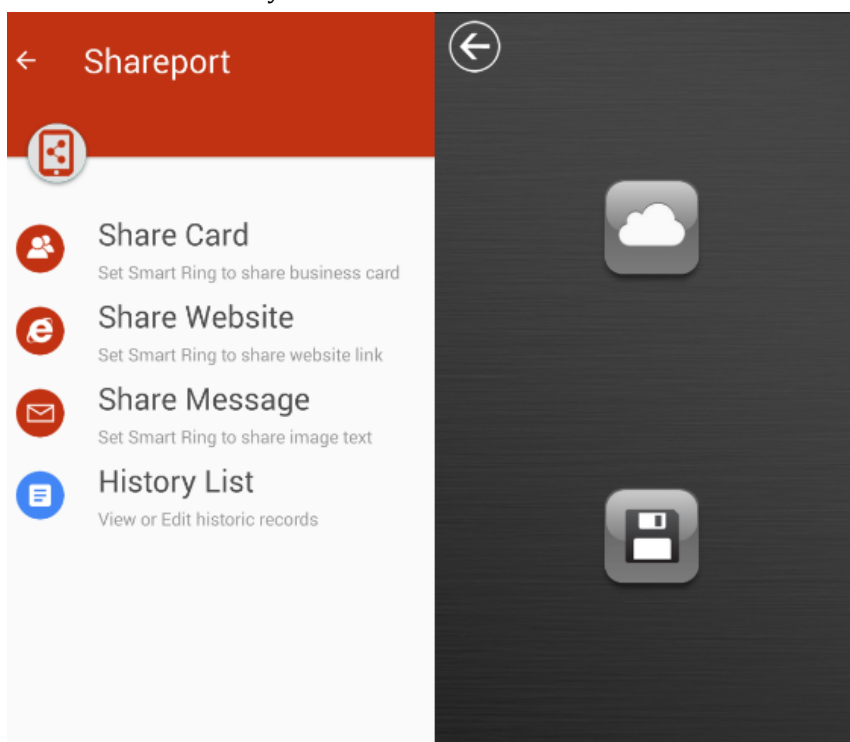 Shareport
Share Card
Set Smart Ring to share business card
Share Website
Set Smart Ring to share website link
Share Message
Set Smart Ring to share image text
History List
View or Edit historic records